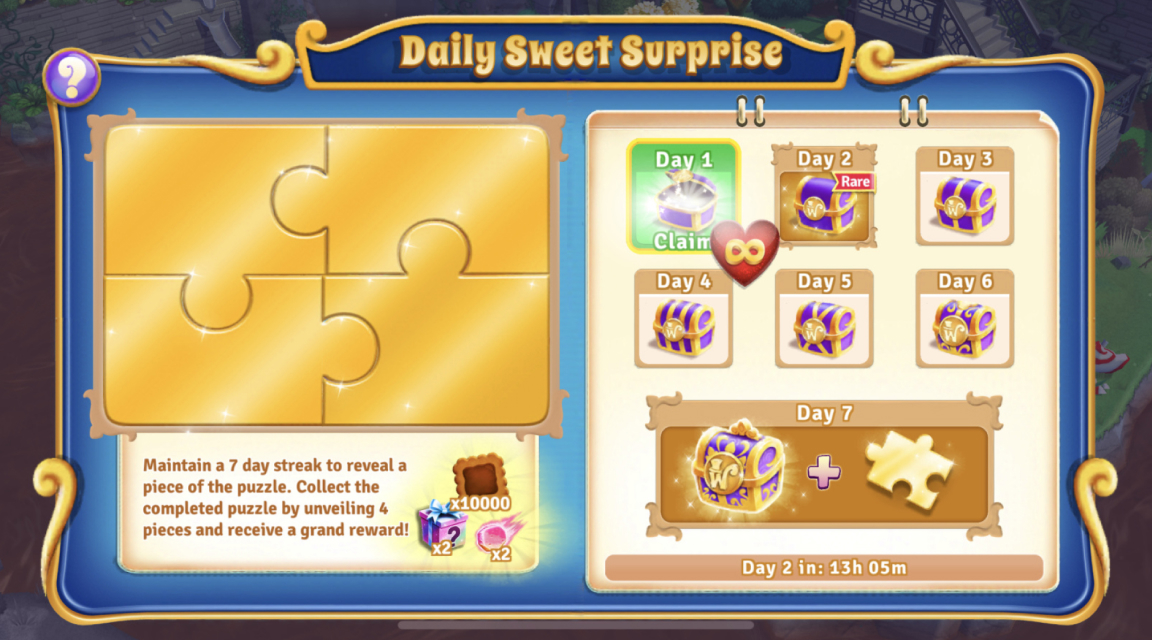 ?
Daily Sweet Surprise
Maintain a 7 day streak to reveal a
piece of the puzzle. Collect the
completed puzzle by unveiling 4
pieces and receive a grand reward!
x10000
?
x2
x2
Day 1
Claim
Day 2
Rare
W
Day 3
W
∞
Day 4
W
Day 5
W
Day 6
W
Day 7
W
+
Day 2 in: 13h 05m